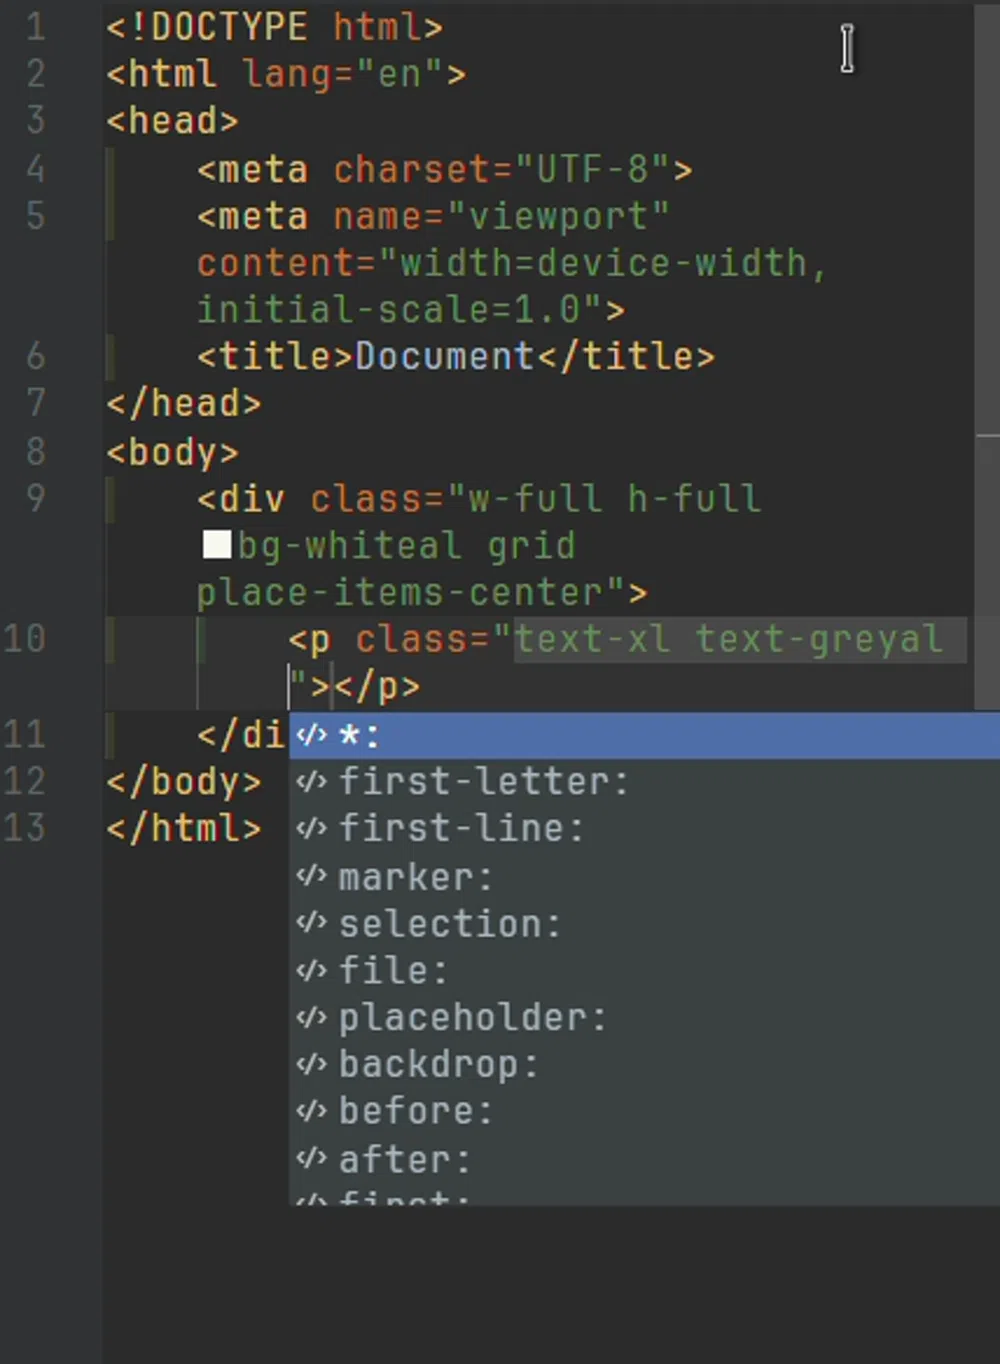 1 <!DOCTYPE html>
2 <html lang="en">
3 <head>
4 <meta charset="UTF-8">
5 <meta name="viewport"
content="width=device-width,
initial-scale=1.0">
6 <title>Document</title>
7 </head>
8 <body>
9 <div class="w-full h-full
bg-whiteal grid
place-items-center">
10 <p class="text-xl text-greyal
"></p>
11 </di
</> *:
12 </body>
</> first-letter:
13 </html>
</> first-line:
</> marker:
</> selection:
</> file:
</> placeholder:
</> backdrop:
</> before:
</> after:
</> first: